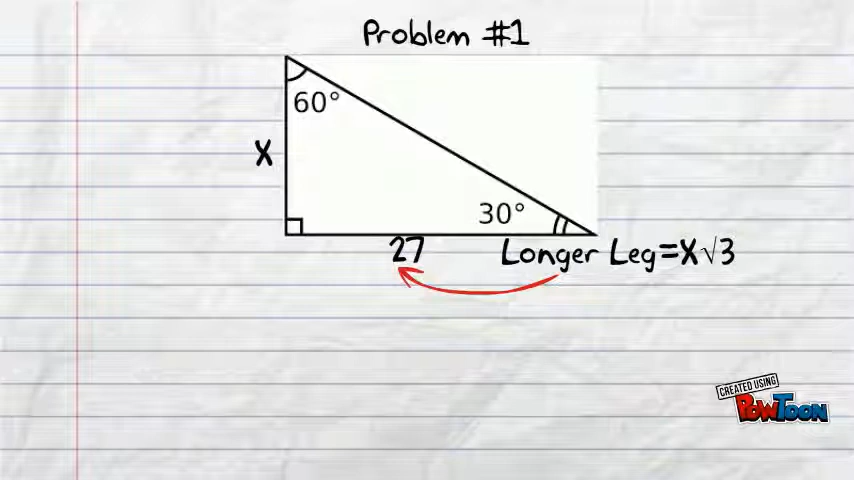 Problem #1
60°
X
30°
27
Longer Leg=X√3
CREATED USING
POWTOON